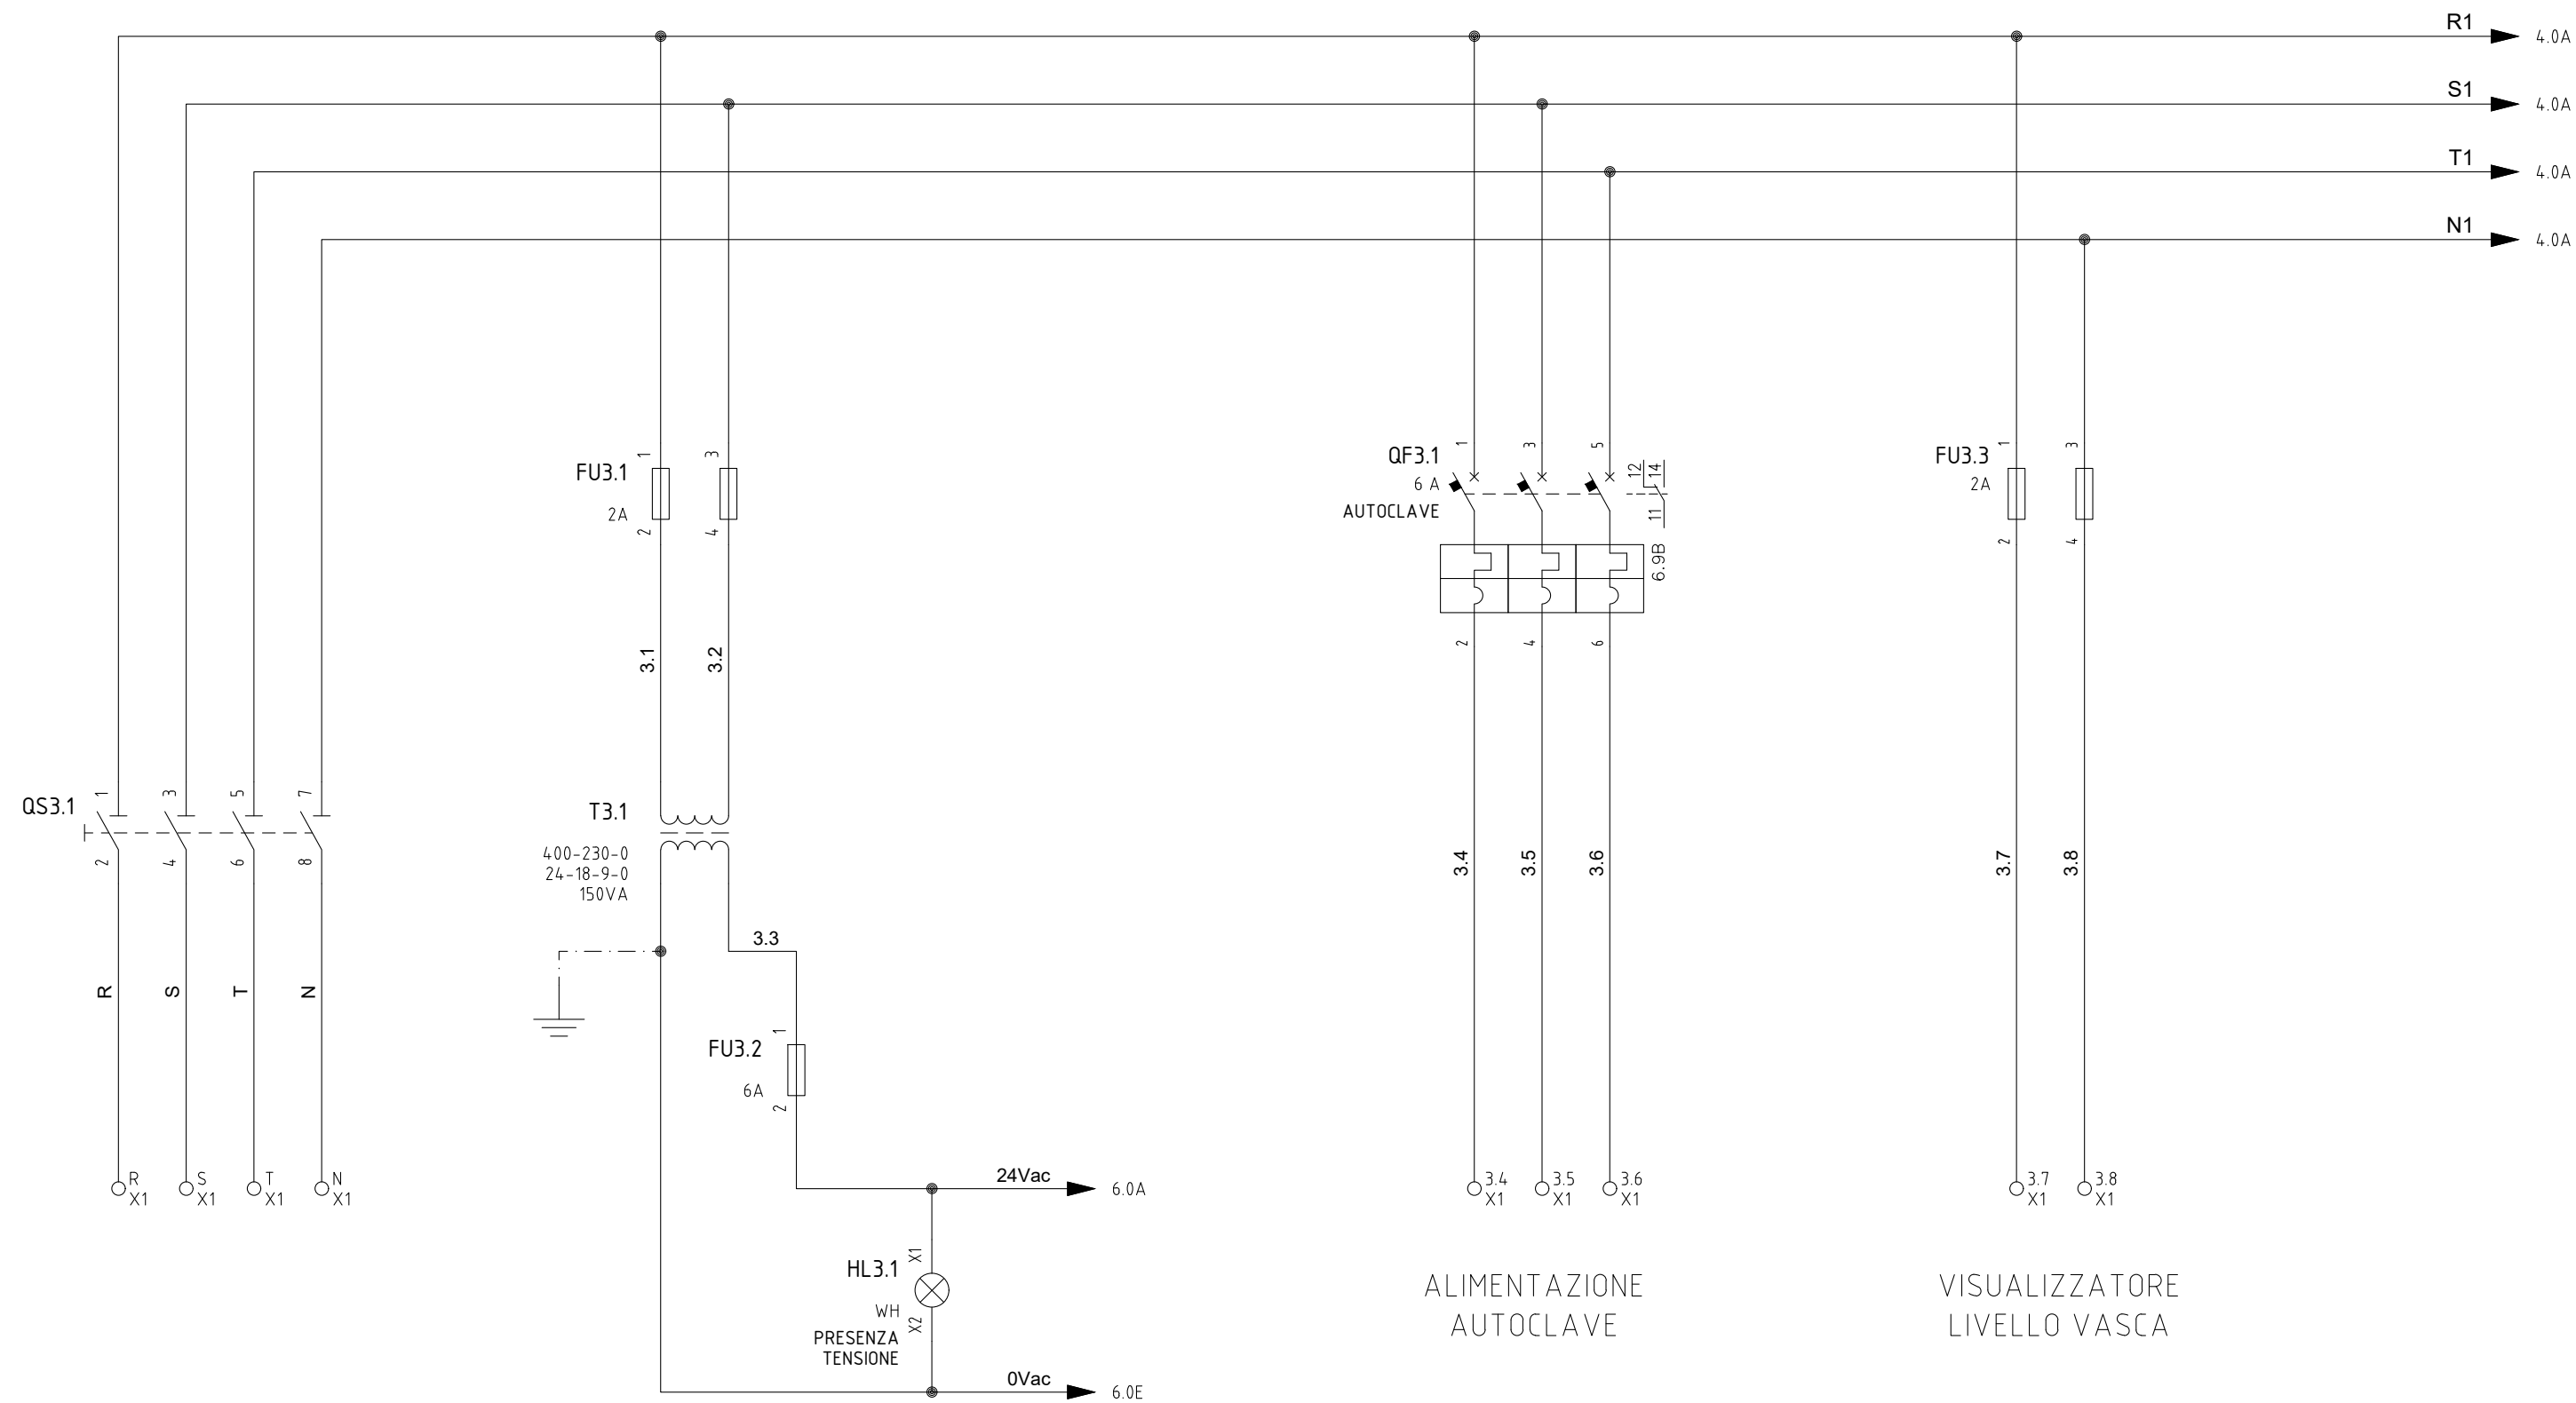 R1
4.0A
S1
4.0A
T1
4.0A
N1
4.0A
QS3.1
1
2
3
4
5
6
7
8
R
S
T
N
R
X1
S
X1
T
X1
N
X1
FU3.1
2A
1
2
3
4
3.1
3.2
T3.1
400-230-0
24-18-9-0
150VA
3.3
FU3.2
6A
1
2
24Vac
6.0A
HL3.1
WH
PRESENZA
TENSIONE
X1
X2
0Vac
6.0E
QF3.1
6 A
AUTOCLAVE
1
3
5
12
14
11
6.9B
2
4
6
3.4
3.5
3.6
3.4
X1
3.5
X1
3.6
X1
ALIMENTAZIONE
AUTOCLAVE
FU3.3
2A
1
3
2
4
3.7
3.8
3.7
X1
3.8
X1
VISUALIZZATORE
LIVELLO VASCA